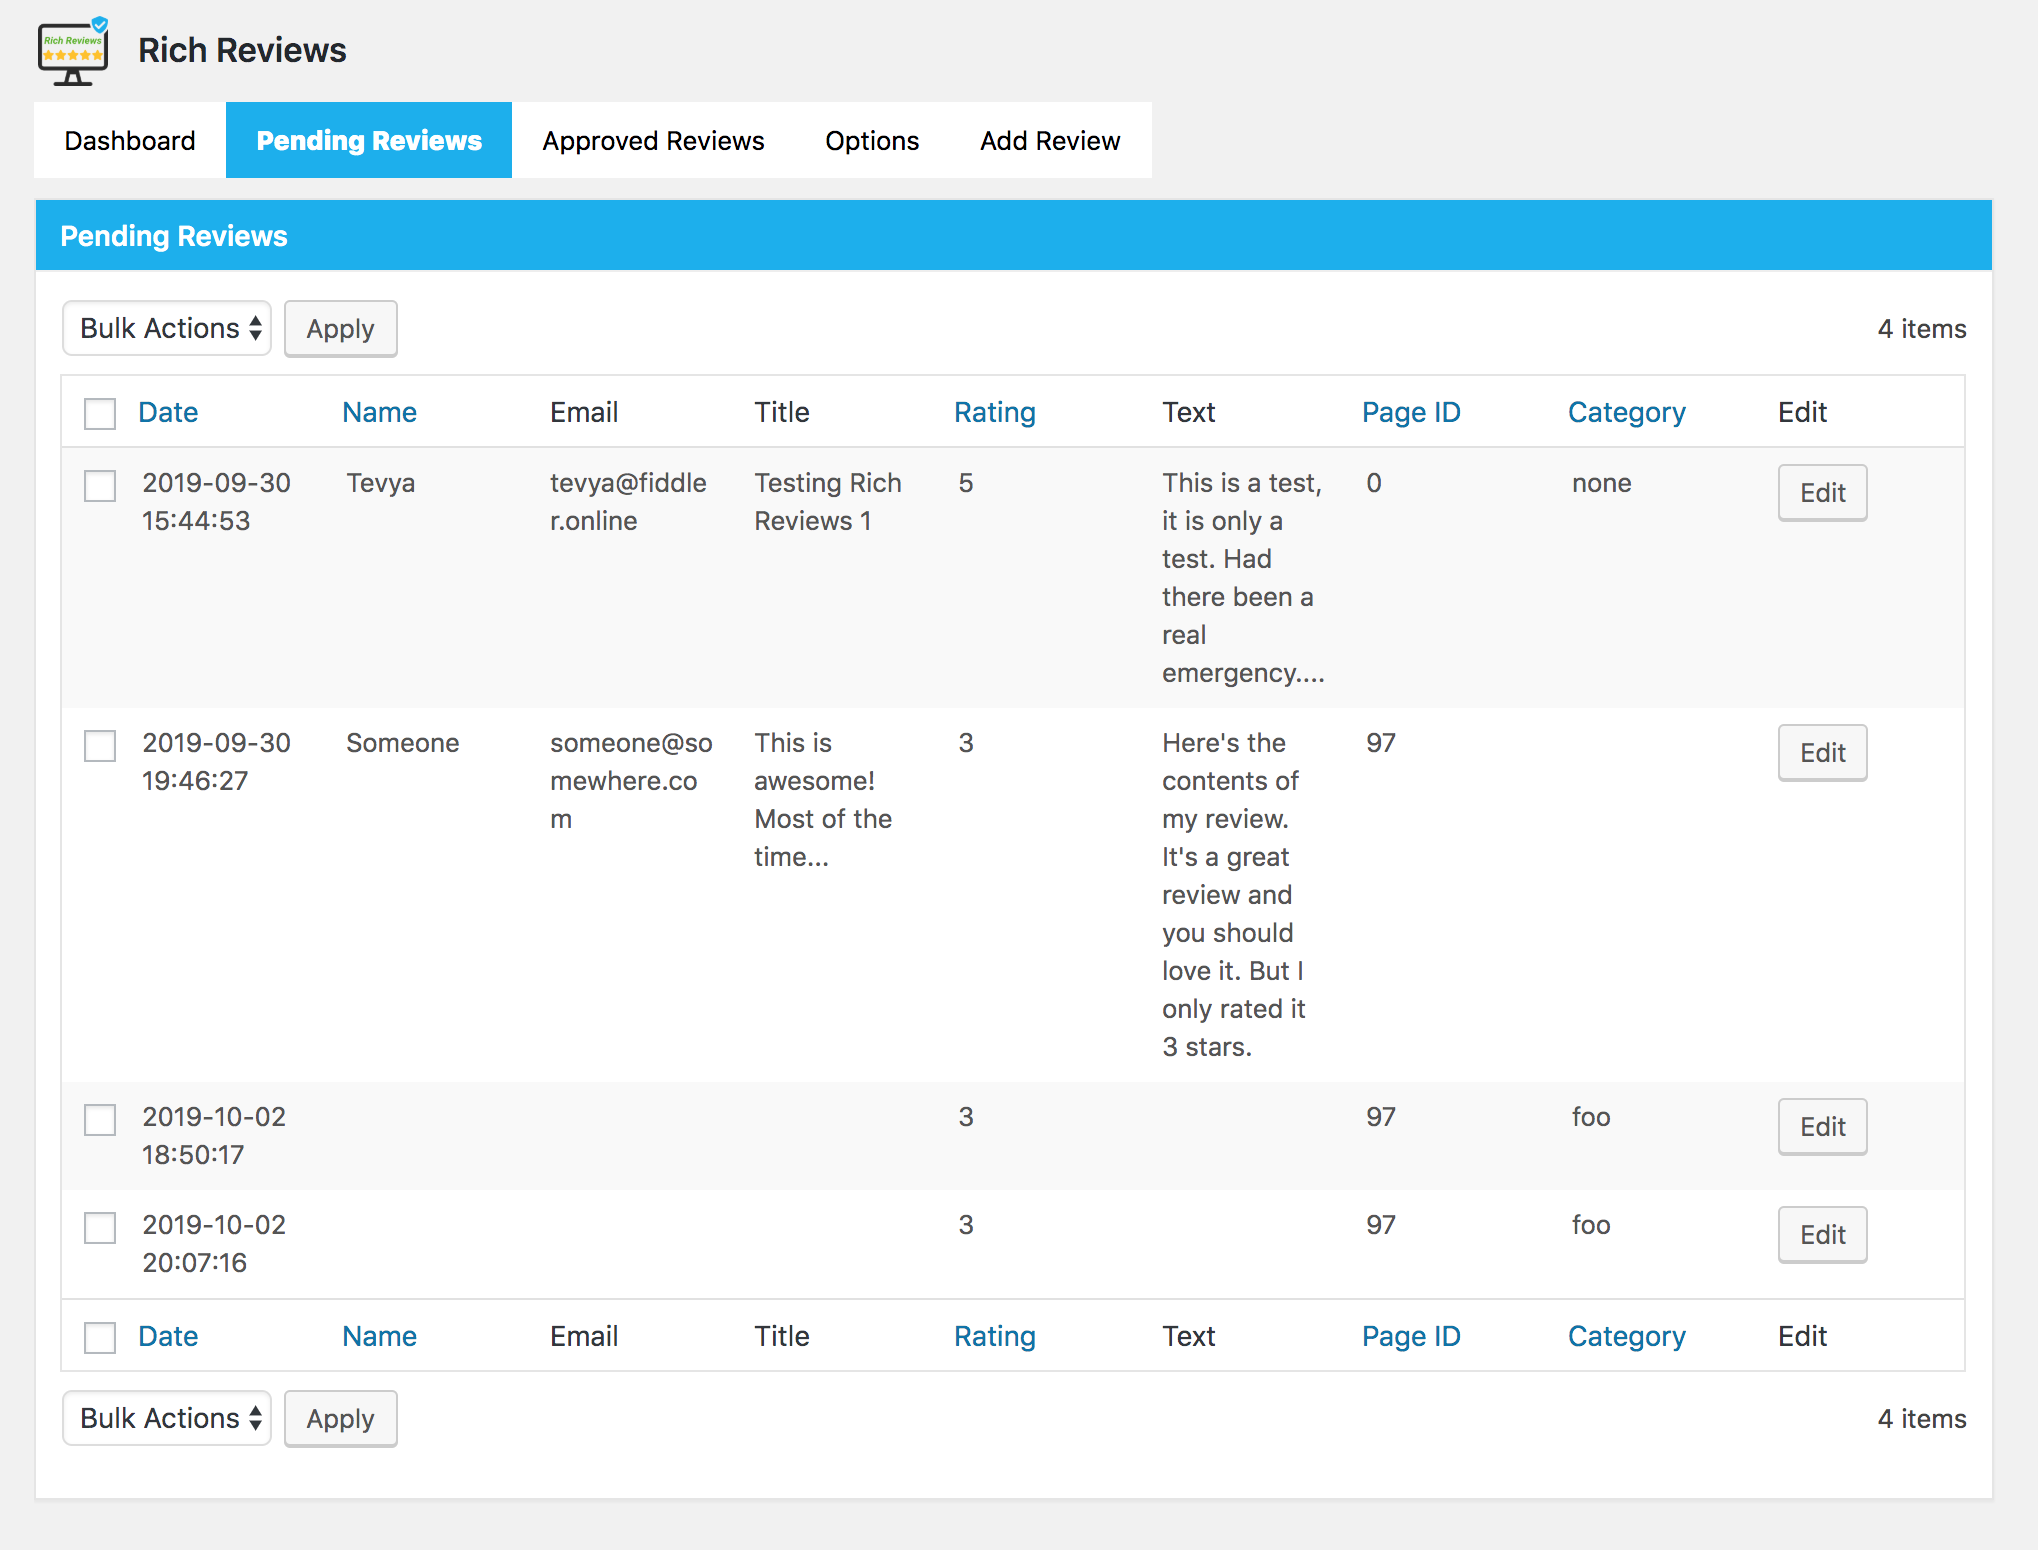 Rich Reviews
Rich Reviews
Dashboard Pending Reviews Approved Reviews Options Add Review
Pending Reviews
Bulk Actions Apply 4 items
Date Name Email Title Rating Text Page ID Category Edit
2019-09-30 Tevya tevya@fiddle Testing Rich 5 This is a test, 0 none Edit
15:44:53 r.online Reviews 1 it is only a
test. Had
there been a
real
emergency....
2019-09-30 Someone someone@so This is 3 Here's the 97 Edit
19:46:27 mewhere.co awesome! contents of
m Most of the my review.
time... It's a great
review and
you should
love it. But I
only rated it
3 stars.
2019-10-02 3 97 foo Edit
18:50:17
2019-10-02 3 97 foo Edit
20:07:16
Date Name Email Title Rating Text Page ID Category Edit
Bulk Actions Apply 4 items